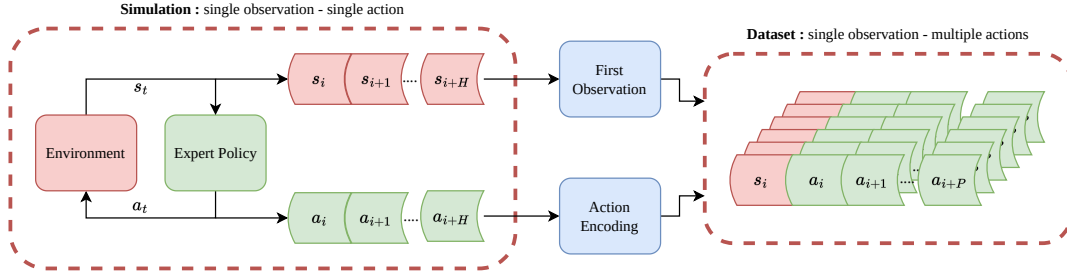 Simulation : single observation - single action
Dataset : single observation - multiple actions
s_t
s_i s_{i+1} .... s_{i+H}
First
Observation
Environment
Expert Policy
a_t
a_i a_{i+1} .... a_{i+H}
Action
Encoding
s_i a_i a_{i+1} .... a_{i+P}